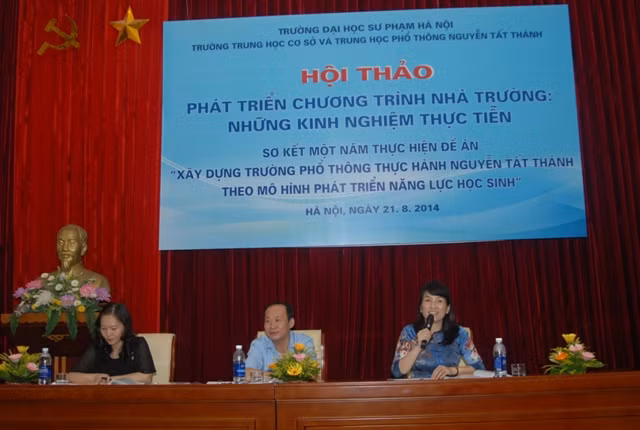 TRƯỜNG ĐẠI HỌC SƯ PHẠM HÀ NỘI
TRƯỜNG TRUNG HỌC CƠ SỞ VÀ TRUNG HỌC PHỔ THÔNG NGUYỄN TẤT THÀNH
HỘI THẢO
PHÁT TRIỂN CHƯƠNG TRÌNH NHÀ TRƯỜNG:
NHỮNG KINH NGHIỆM THỰC TIỄN
SƠ KẾT MỘT NĂM THỰC HIỆN ĐỀ ÁN
"XÂY DỰNG TRƯỜNG PHỔ THÔNG THỰC HÀNH NGUYỄN TẤT THÀNH
THEO MÔ HÌNH PHÁT TRIỂN NĂNG LỰC HỌC SINH"
HÀ NỘI, NGÀY 21. 8. 2014